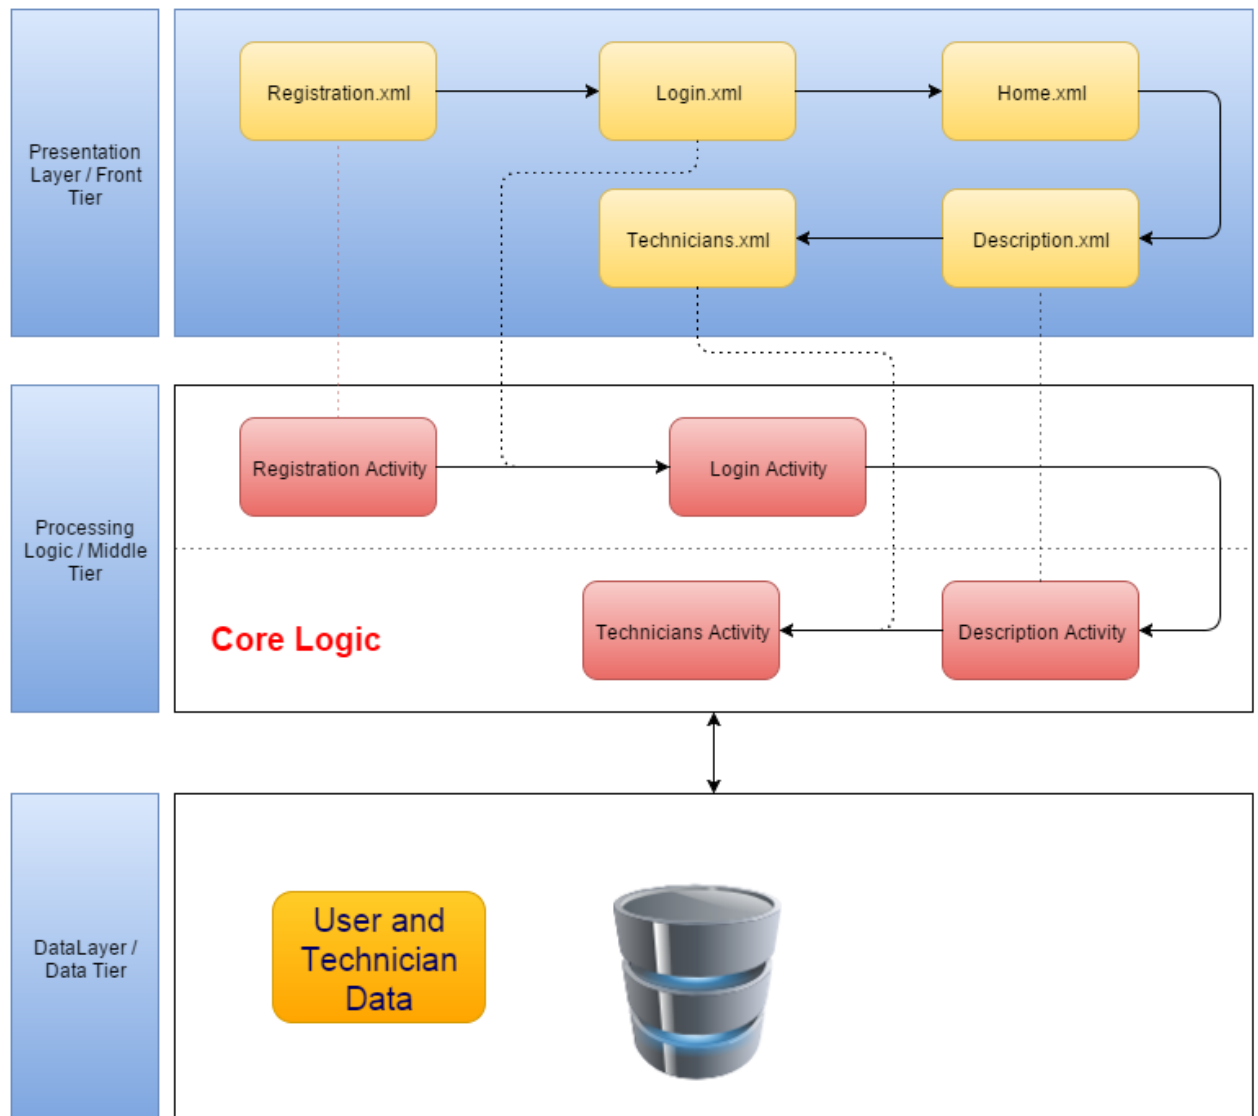 Presentation
Layer / Front
Tier
Registration.xml
Login.xml
Home.xml
Technicians.xml
Description.xml
Processing
Logic / Middle
Tier
Registration Activity
Login Activity
Core Logic
Technicians Activity
Description Activity
DataLayer /
Data Tier
User and
Technician
Data